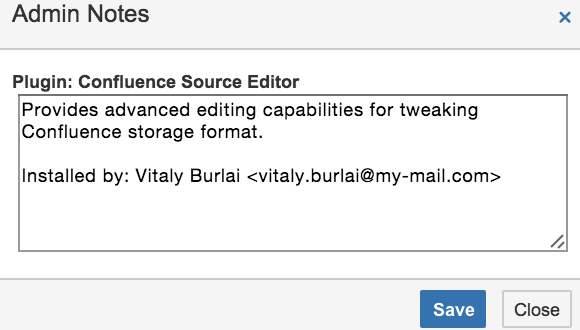 Admin Notes
×
Plugin: Confluence Source Editor
Provides advanced editing capabilities for tweaking
Confluence storage format.
Installed by: Vitaly Burlai <vitaly.burlai@my-mail.com>
Save Close